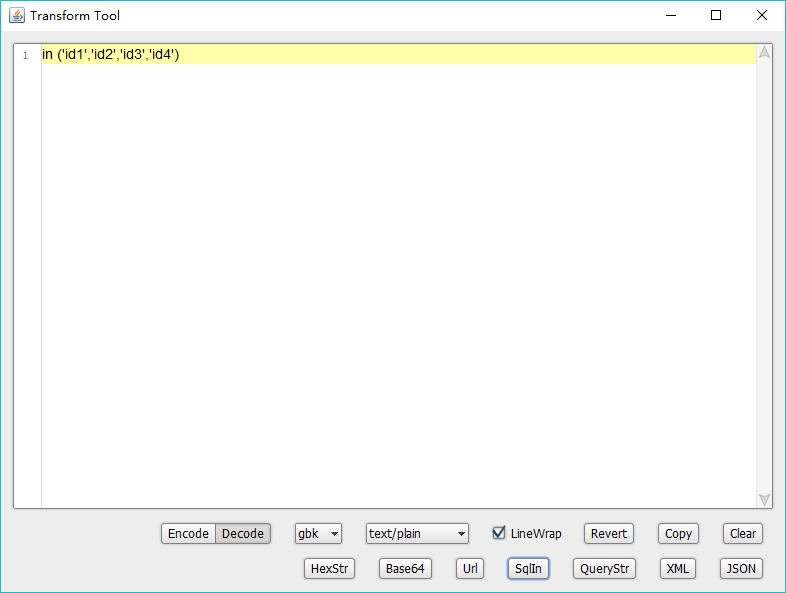 Transform Tool
1 in ('id1','id2','id3','id4')
Encode Decode gbk text/plain LineWrap Revert Copy Clear
HexStr Base64 Url SqlIn QueryStr XML JSON